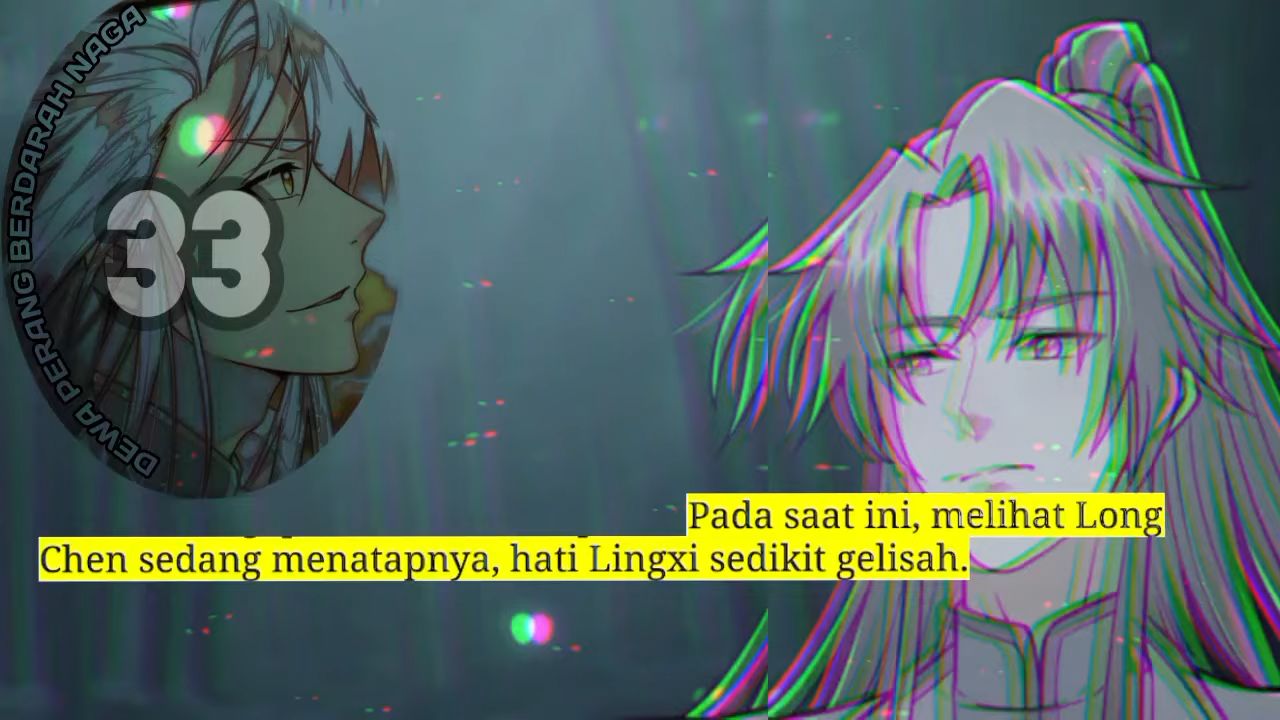 DEWA PERANG BERDARAH NAGA
33
Pada saat ini, melihat Long
Chen sedang menatapnya, hati Lingxi sedikit gelisah.